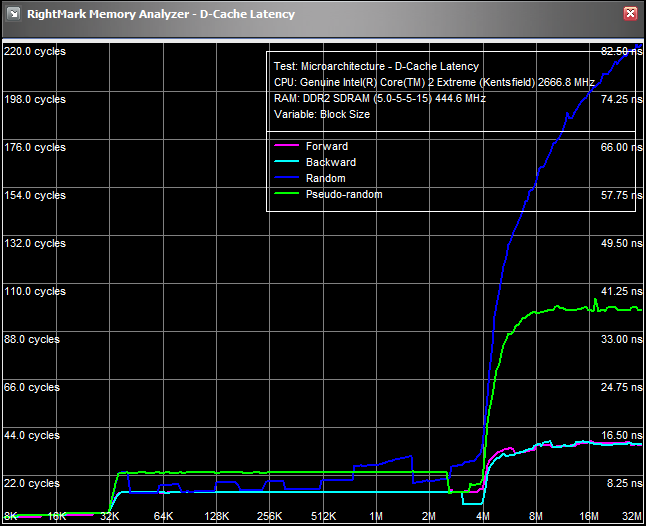 RightMark Memory Analyzer - D-Cache Latency
220.0 cycles 82.50 ns
Test: Microarchitecture - D-Cache Latency
CPU: Genuine Intel(R) Core(TM) 2 Extreme (Kentsfield) 2666.8 MHz
198.0 cycles 74.25 ns
RAM: DDR2 SDRAM (5.0-5-5-15) 444.6 MHz
Variable: Block Size
176.0 cycles 66.00 ns
Forward
Backward
Random
154.0 cycles 57.75 ns
Pseudo-random
132.0 cycles 49.50 ns
110.0 cycles 41.25 ns
88.0 cycles 33.00 ns
66.0 cycles 24.75 ns
44.0 cycles 16.50 ns
22.0 cycles 8.25 ns
8K 16K 32K 64K 128K 256K 512K 1M 2M 4M 8M 16M 32M